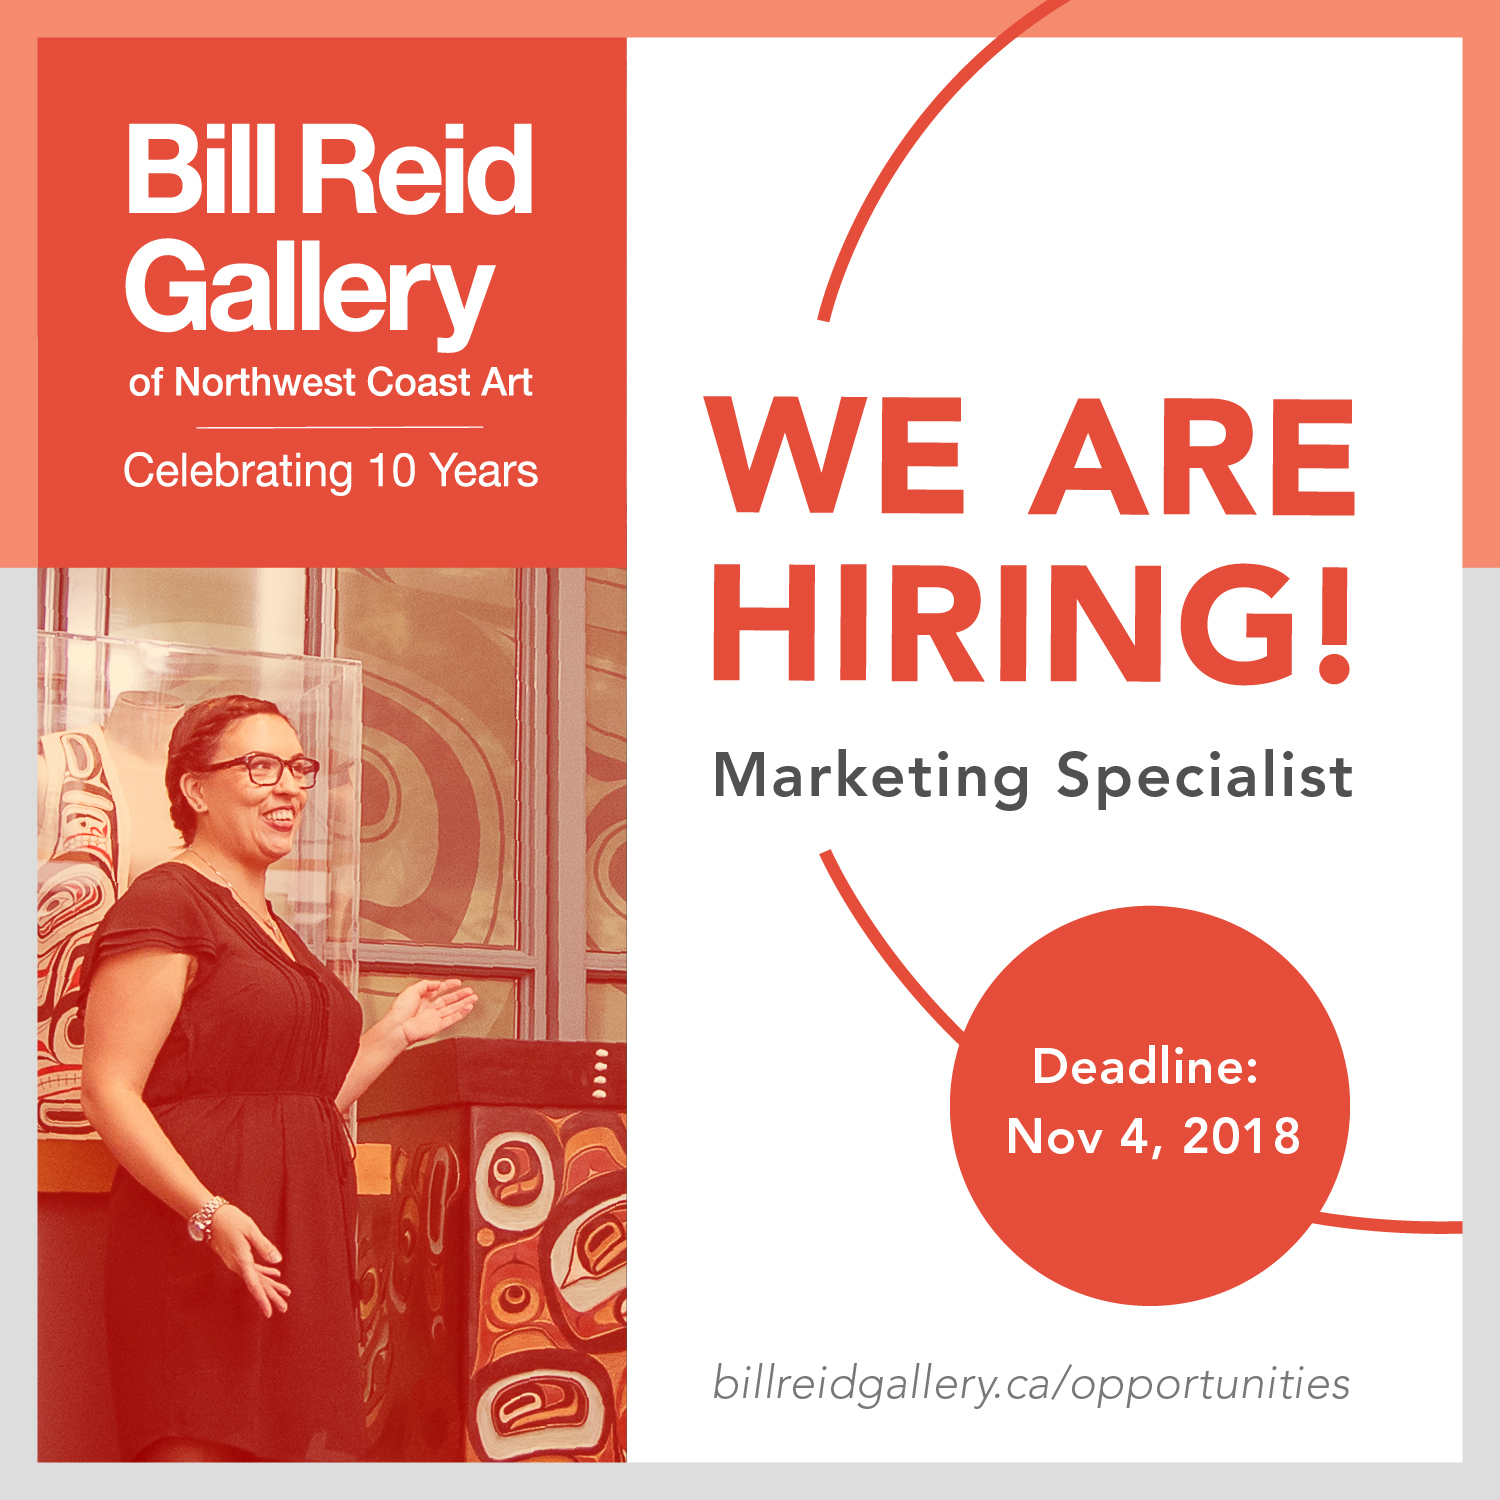 Bill Reid
Gallery
of Northwest Coast Art
Celebrating 10 Years
WE ARE
HIRING!
Marketing Specialist
Deadline:
Nov 4, 2018
billreidgallery.ca/opportunities